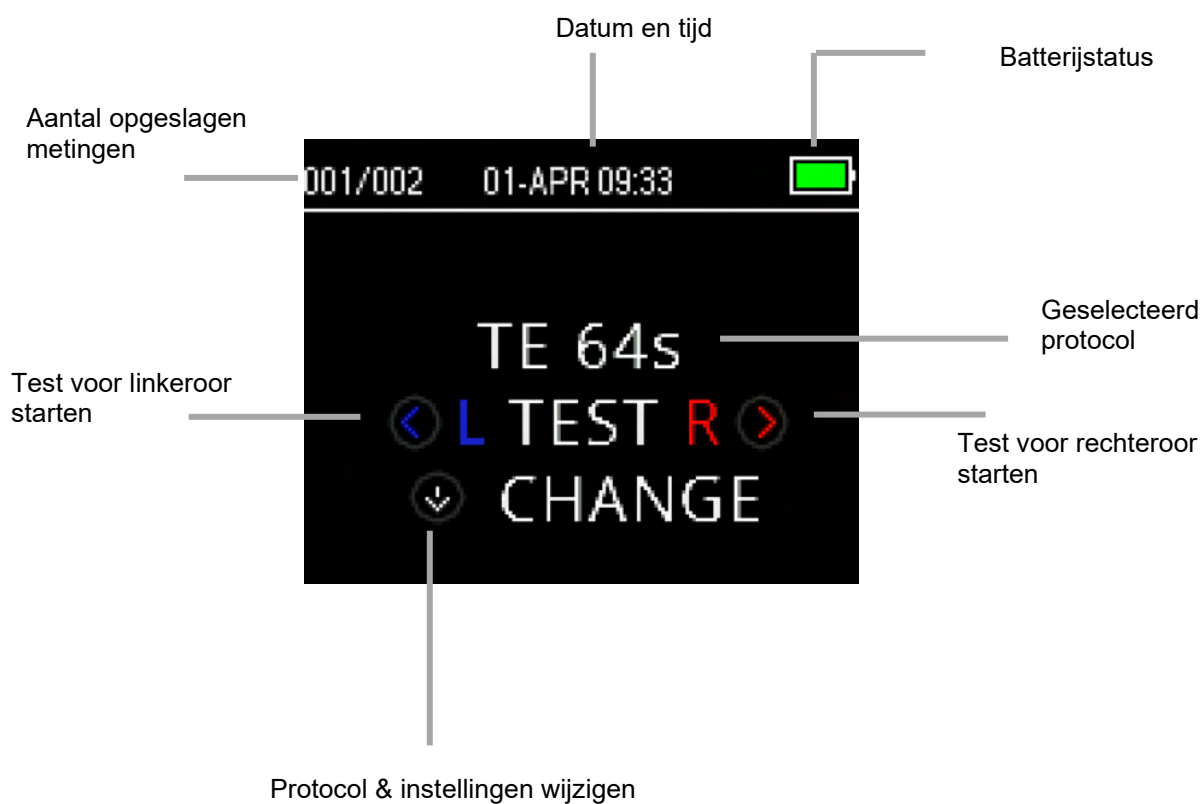 Datum en tijd
Batterijstatus
Aantal opgeslagen
metingen
001/002 01-APR 09:33
TE 64s
Geselecteerd
protocol
Test voor linkeroor
starten
L TEST R
Test voor rechteroor
starten
CHANGE
Protocol & instellingen wijzigen